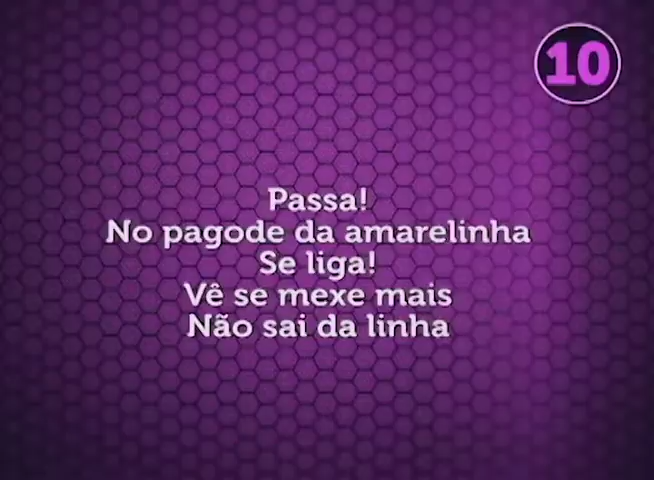 10
Passa!
No pagode da amarelinha
Se liga!
Vê se mexe mais
Não sai da linha